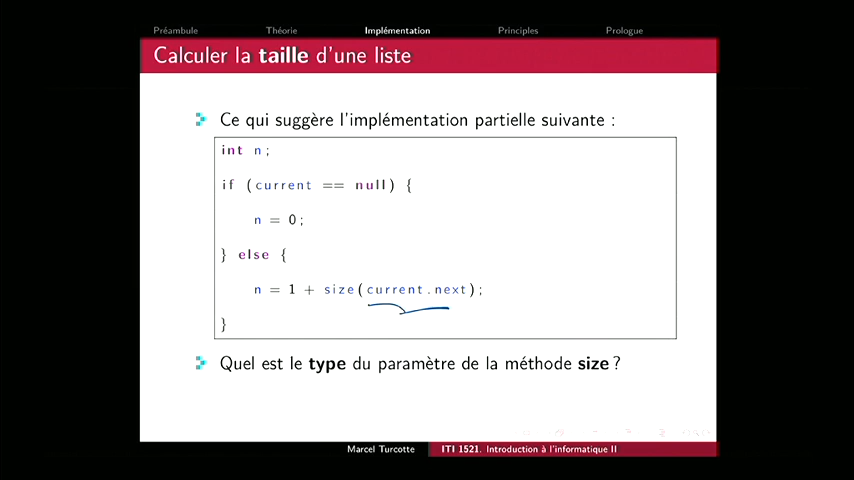 Préambule Théorie Implémentation Principles Prologue
Calculer la taille d'une liste
Ce qui suggère l'implémentation partielle suivante :
int n;
if (current == null) {
n = 0;
} else {
n = 1 + size(current.next);
}
Quel est le type du paramètre de la méthode size ?
Marcel Turcotte ITI 1521. Introduction à l'informatique II